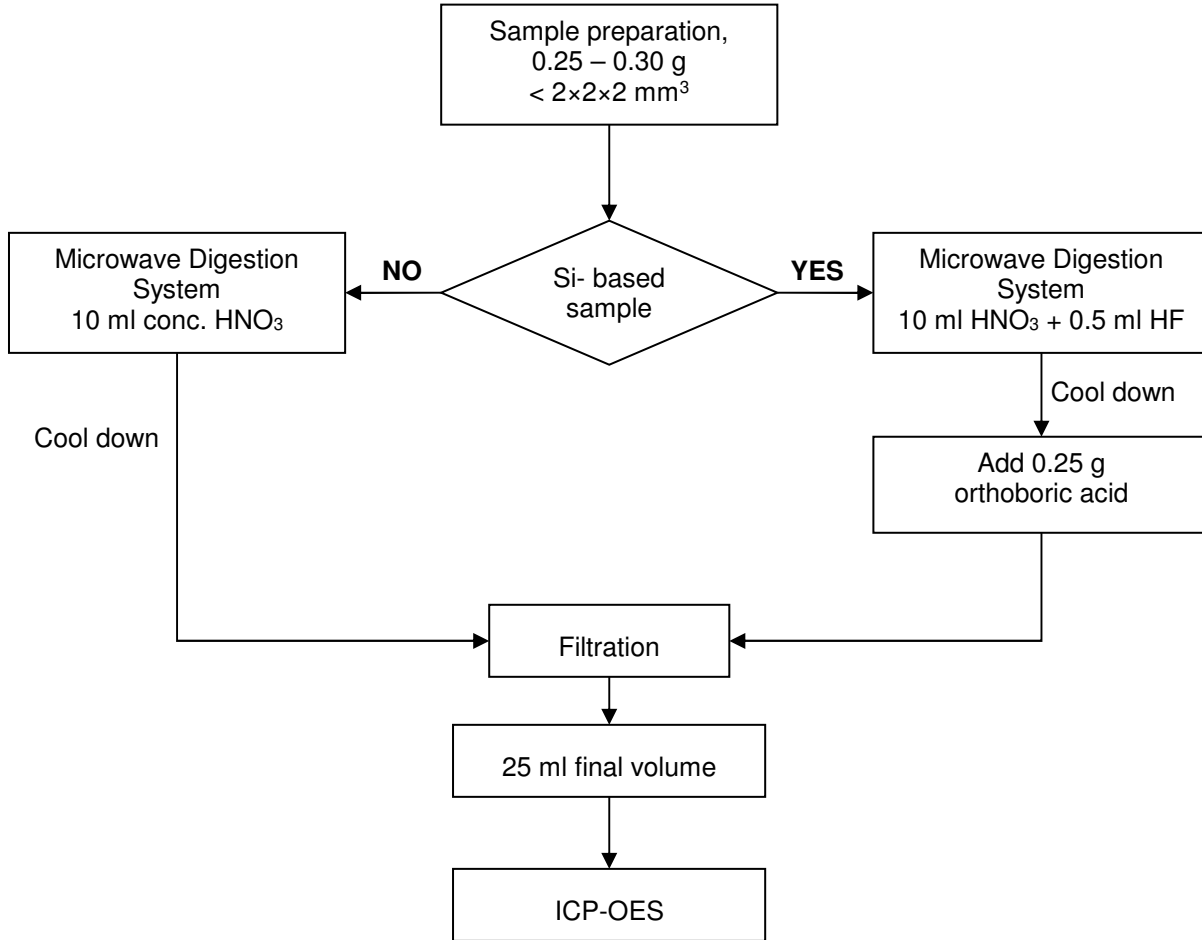 Sample preparation,
0.25 – 0.30 g
< 2×2×2 mm³
Microwave Digestion
System
10 ml conc. HNO₃
NO
Si- based
sample
YES
Microwave Digestion
System
10 ml HNO₃ + 0.5 ml HF
Cool down
Cool down
Add 0.25 g
orthoboric acid
Filtration
25 ml final volume
ICP-OES